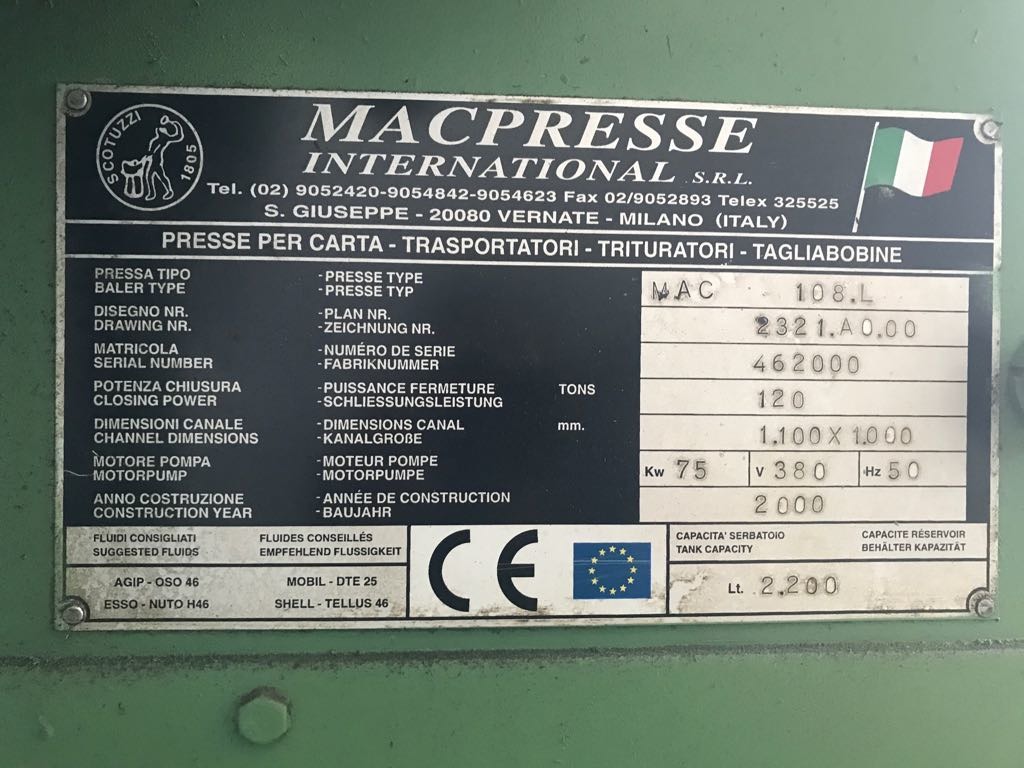 SCOTUZZI 1805
MACPRESSE
INTERNATIONAL S.R.L.
Tel. (02) 9052420-9054842-9054623 Fax 02/9052893 Telex 325525
S. GIUSEPPE - 20080 VERNATE - MILANO (ITALY)
PRESSE PER CARTA - TRASPORTATORI - TRITURATORI - TAGLIABOBINE
PRESSA TIPO - PRESSE TYPE
BALER TYPE - PRESSE TYP
MAC 108.L
DISEGNO NR. - PLAN NR.
DRAWING NR. - ZEICHNUNG NR.
2321.A0.00
MATRICOLA - NUMÉRO DE SERIE
SERIAL NUMBER - FABRIKNUMMER
462000
POTENZA CHIUSURA - PUISSANCE FERMETURE
CLOSING POWER - SCHLIESSUNGSLEISTUNG
TONS 120
DIMENSIONI CANALE - DIMENSIONS CANAL
CHANNEL DIMENSIONS - KANALGROßE
mm. 1.100X1.000
MOTORE POMPA - MOTEUR POMPE
MOTORPUMP - MOTORPUMPE
Kw 75 V 380 Hz 50
ANNO COSTRUZIONE - ANNÉE DE CONSTRUCTION
CONSTRUCTION YEAR - BAUJAHR
2000
FLUIDI CONSIGLIATI FLUIDES CONSEILLÉS
SUGGESTED FLUIDS EMPFEHLEND FLUSSIGKEIT
AGIP - OSO 46 MOBIL - DTE 25
ESSO - NUTO H46 SHELL - TELLUS 46
CE
CAPACITA' SERBATOIO CAPACITE RÉSERVOIR
TANK CAPACITY BEHÄLTER KAPAZITÄT
Lt. 2.200